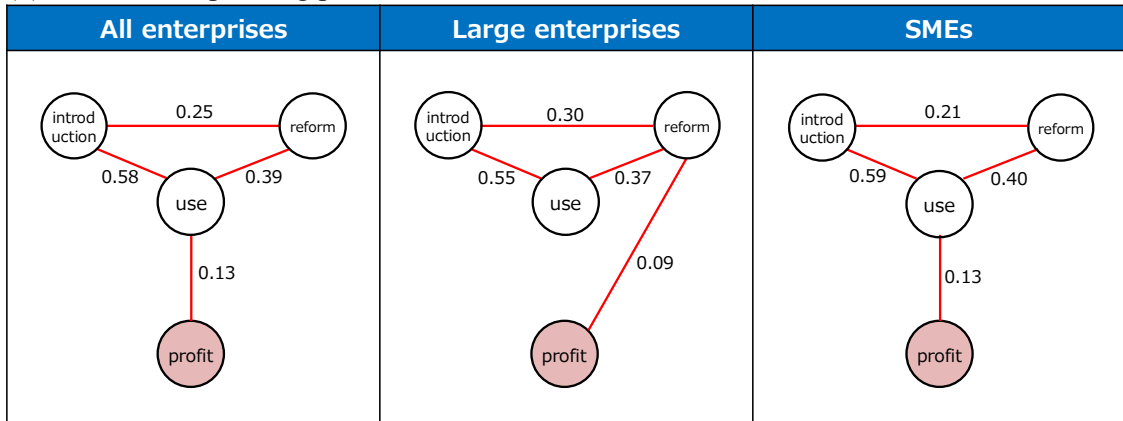 All enterprises
Large enterprises
SMEs
introd
uction
0.25
reform
0.58
0.39
use
0.13
profit
introd
uction
0.30
reform
0.55
0.37
use
0.09
profit
introd
uction
0.21
reform
0.59
0.40
use
0.13
profit